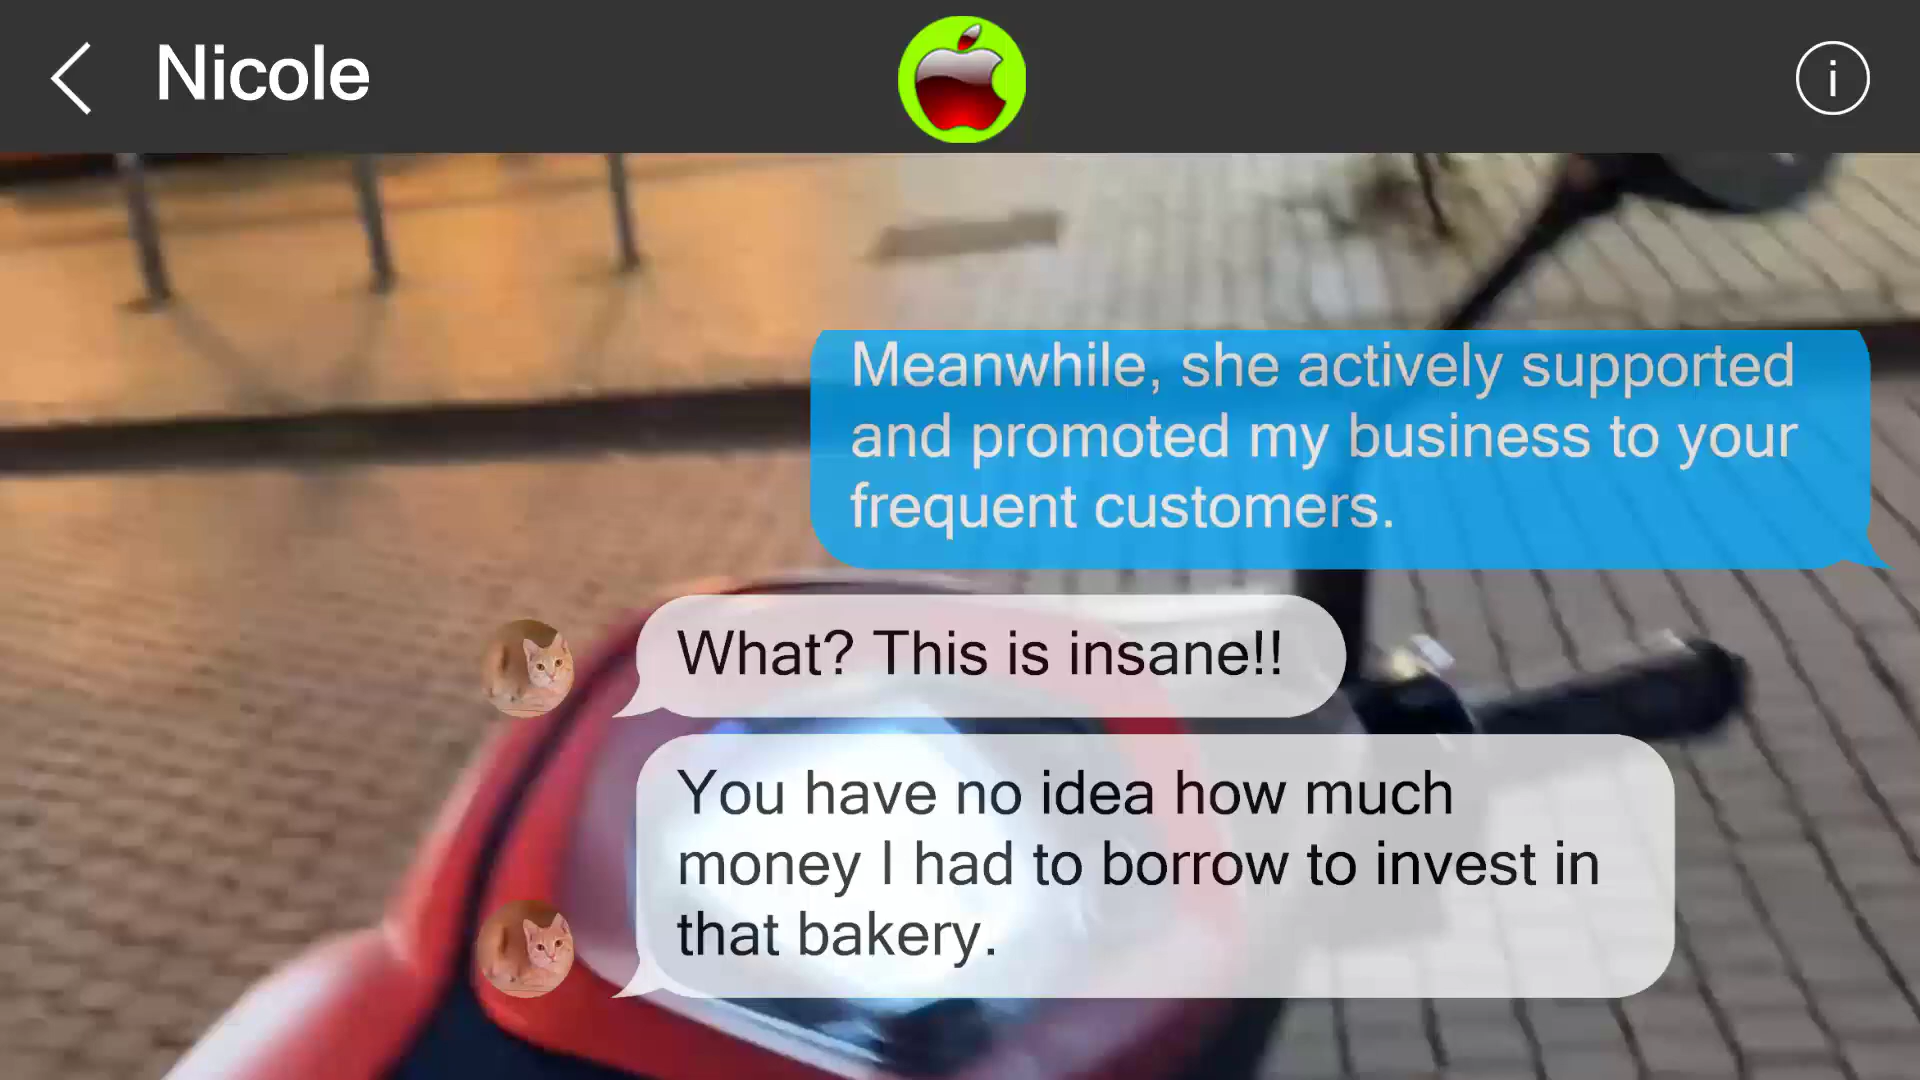 Nicole
i
Meanwhile, she actively supported
and promoted my business to your
frequent customers.
What? This is insane!!
You have no idea how much
money I had to borrow to invest in
that bakery.